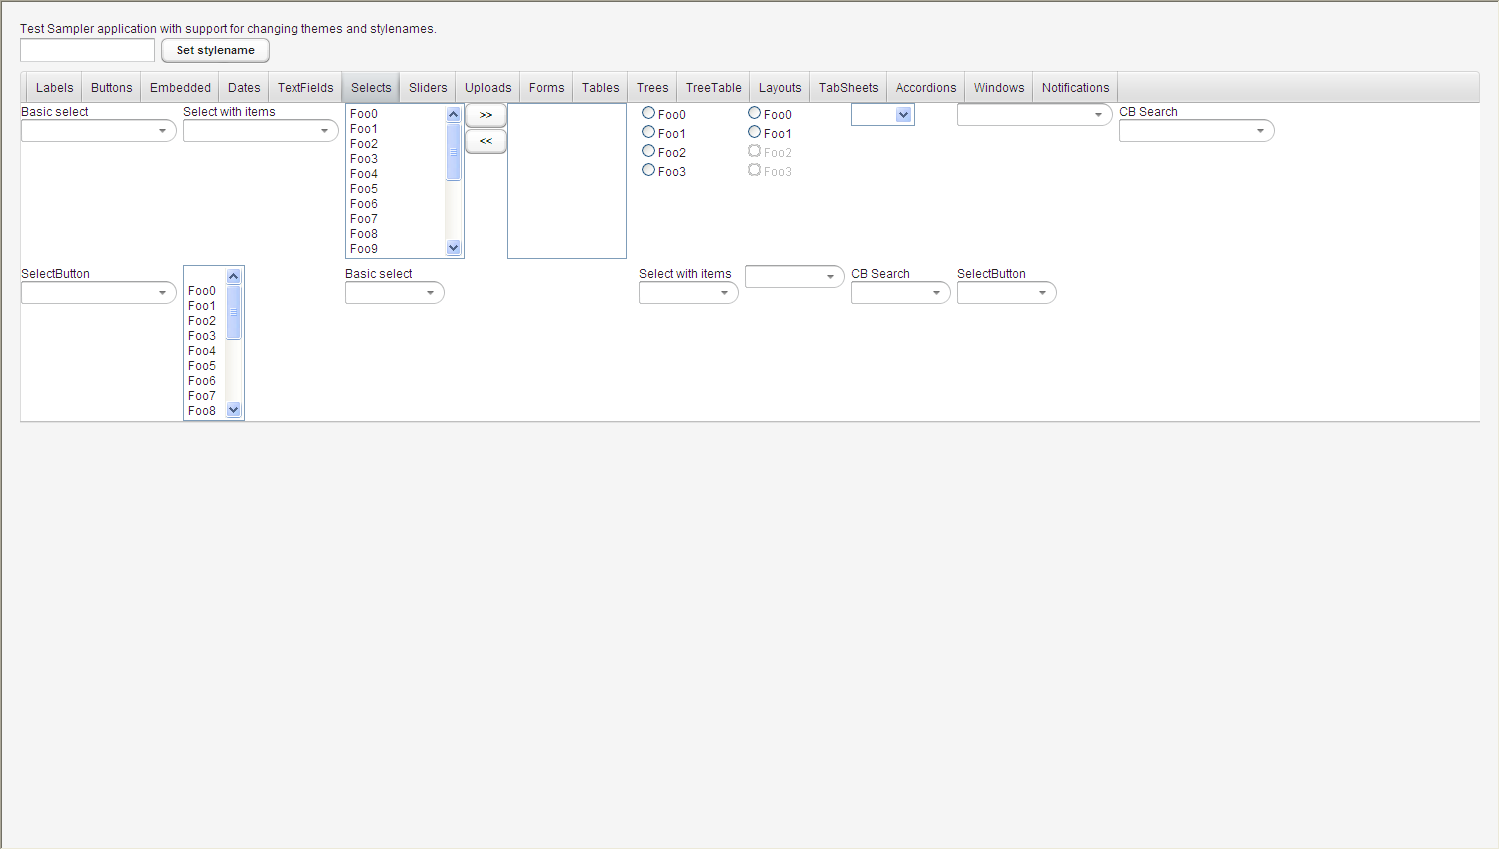 Test Sampler application with support for changing themes and stylenames.
Set stylename
Labels Buttons Embedded Dates TextFields Selects Sliders Uploads Forms Tables Trees TreeTable Layouts TabSheets Accordions Windows Notifications
Basic select Select with items CB Search
Foo0
Foo1
Foo2
Foo3
Foo4
Foo5
Foo6
Foo7
Foo8
Foo9
>>
<<
Foo0
Foo1
Foo2
Foo3
Foo0
Foo1
Foo2
Foo3
SelectButton
Foo0
Foo1
Foo2
Foo3
Foo4
Foo5
Foo6
Foo7
Foo8
Basic select
Select with items
CB Search
SelectButton